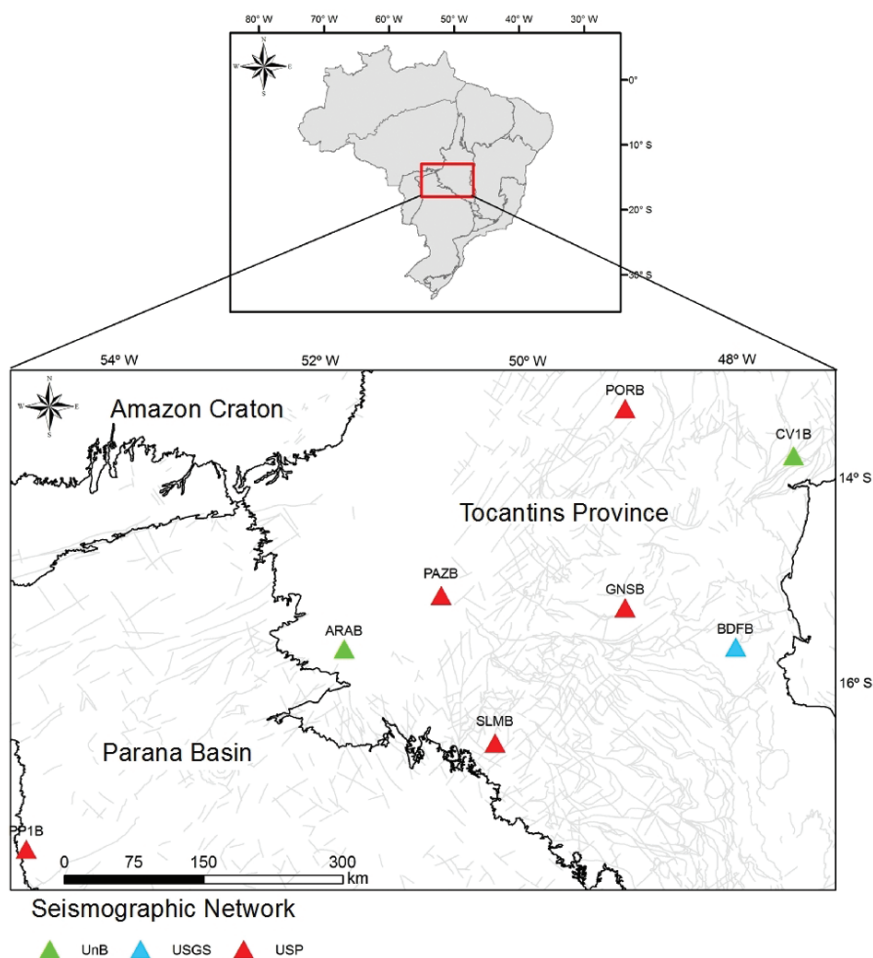 80° W 70° W 60° W 50° W 40° W 30° W
N
W E
S
0°
10° S
20° S
30° S
54° W 52° W 50° W 48° W
N
W E
S
Amazon Craton
PORB
CV1B
14° S
Tocantins Province
PAZB
GNSB
ARAB
BDFB
16° S
SLMB
Parana Basin
PP1B
0 75 150 300
km
Seismographic Network
UnB USGS USP